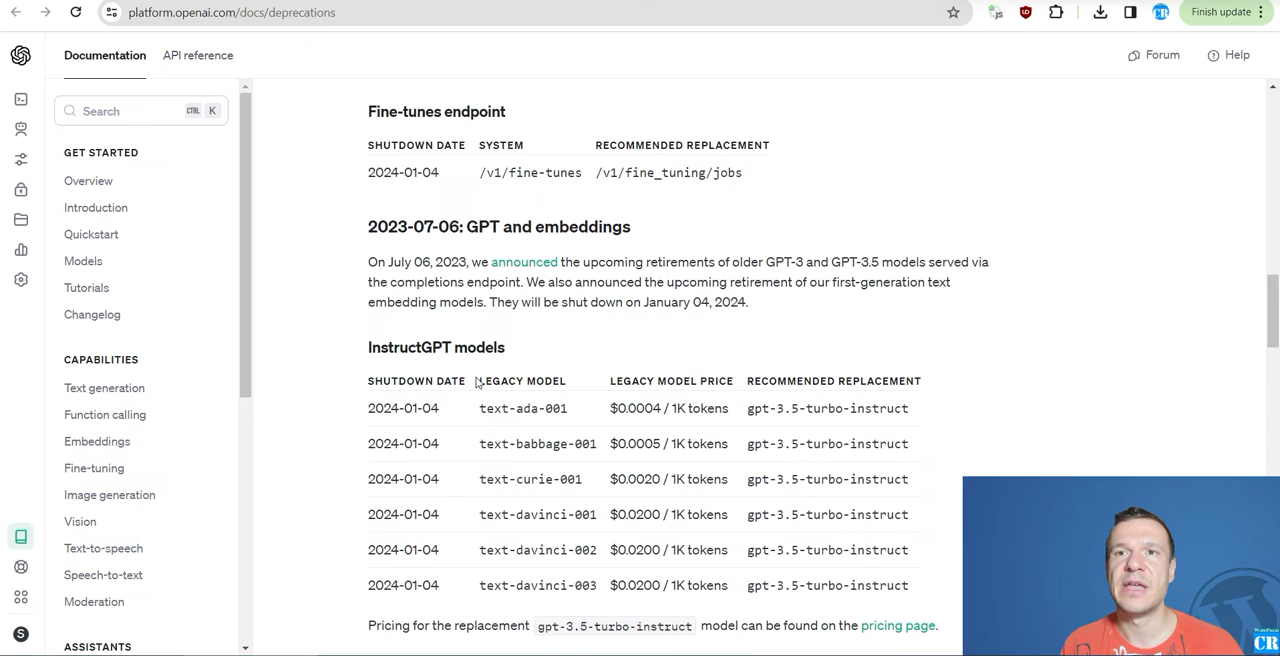 platform.openai.com/docs/deprecations
Finish update
Documentation API reference
Forum Help
Search CTRL K
GET STARTED
Overview
Introduction
Quickstart
Models
Tutorials
Changelog
CAPABILITIES
Text generation
Function calling
Embeddings
Fine-tuning
Image generation
Vision
Text-to-speech
Speech-to-text
Moderation
ASSISTANTS
Fine-tunes endpoint
SHUTDOWN DATE SYSTEM RECOMMENDED REPLACEMENT
2024-01-04 /v1/fine-tunes /v1/fine_tuning/jobs
2023-07-06: GPT and embeddings
On July 06, 2023, we announced the upcoming retirements of older GPT-3 and GPT-3.5 models served via
the completions endpoint. We also announced the upcoming retirement of our first-generation text
embedding models. They will be shut down on January 04, 2024.
InstructGPT models
SHUTDOWN DATE LEGACY MODEL LEGACY MODEL PRICE RECOMMENDED REPLACEMENT
2024-01-04 text-ada-001 $0.0004 / 1K tokens gpt-3.5-turbo-instruct
2024-01-04 text-babbage-001 $0.0005 / 1K tokens gpt-3.5-turbo-instruct
2024-01-04 text-curie-001 $0.0020 / 1K tokens gpt-3.5-turbo-instruct
2024-01-04 text-davinci-001 $0.0200 / 1K tokens gpt-3.5-turbo-instruct
2024-01-04 text-davinci-002 $0.0200 / 1K tokens gpt-3.5-turbo-instruct
2024-01-04 text-davinci-003 $0.0200 / 1K tokens gpt-3.5-turbo-instruct
Pricing for the replacement gpt-3.5-turbo-instruct model can be found on the pricing page.
S
CR